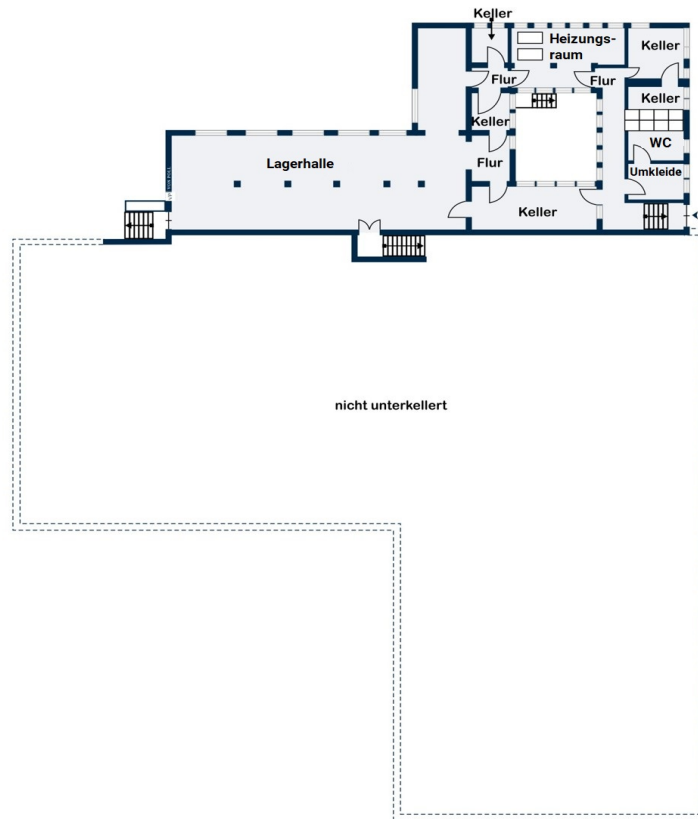 Keller
Heizungs-
raum
Keller
Flur
Flur
Keller
Keller
WC
Lagerhalle
Flur
Umkleide
Keller
nicht unterkellert